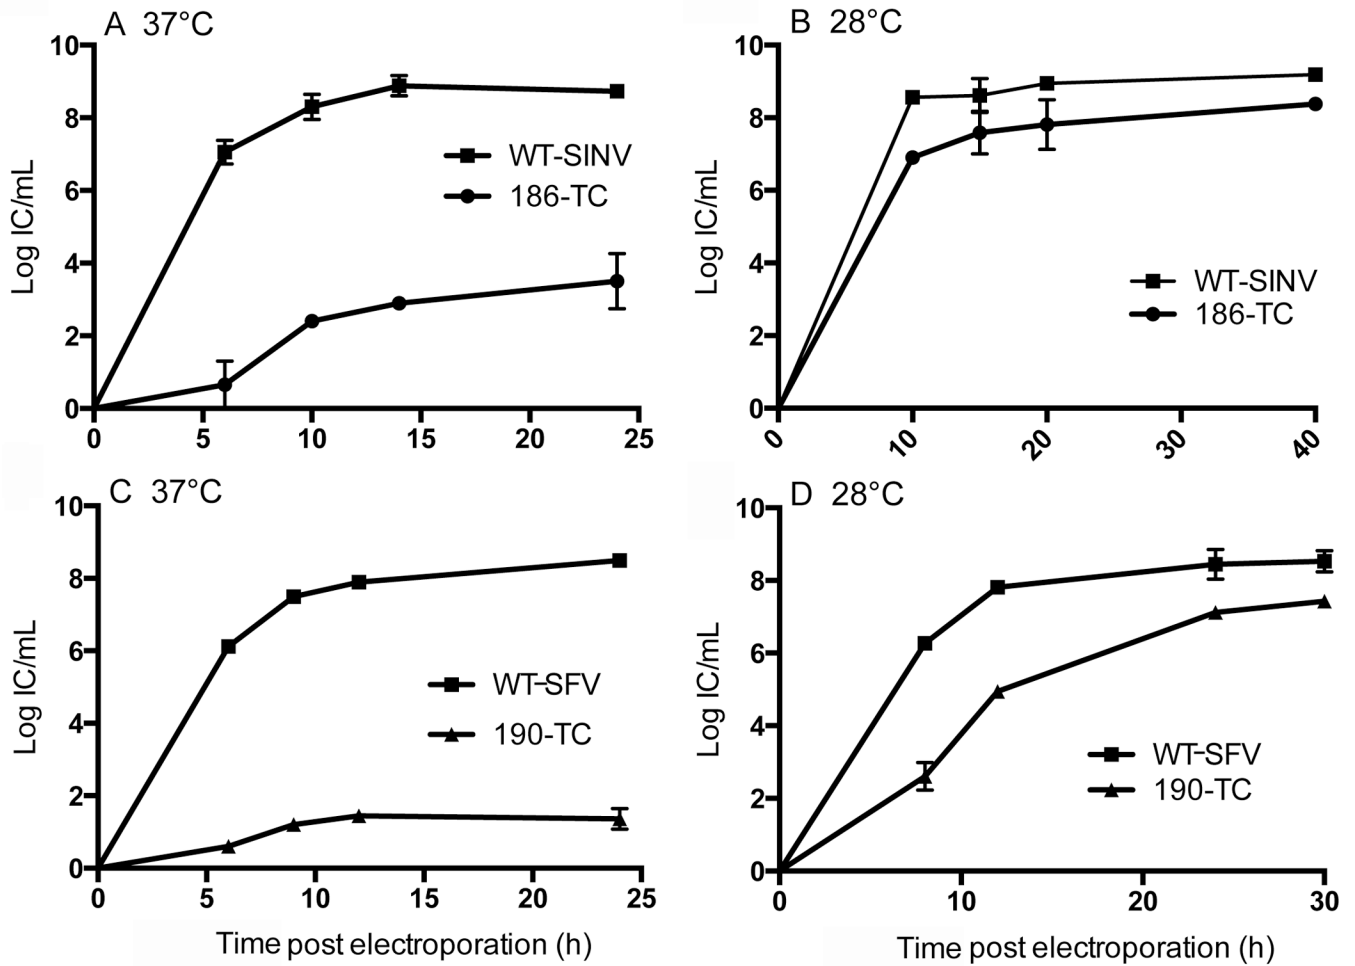 A 37°C
10
8
6
4
2
0
Log IC/mL
WT-SINV
186-TC
0 5 10 15 20 25
B 28°C
10
8
6
4
2
0
Log IC/mL
WT-SINV
186-TC
0 10 20 30 40
C 37°C
10
8
6
4
2
0
Log IC/mL
WT-SFV
190-TC
0 5 10 15 20 25
Time post electroporation (h)
D 28°C
10
8
6
4
2
0
Log IC/mL
WT-SFV
190-TC
0 10 20 30
Time post electroporation (h)